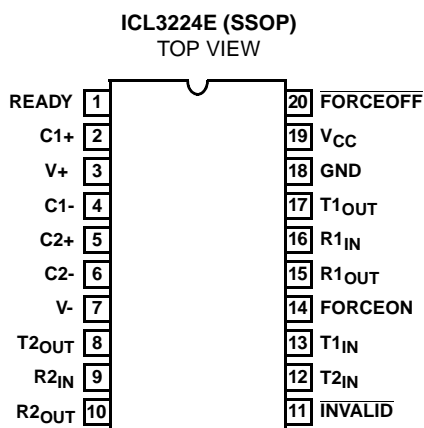 ICL3224E (SSOP)
TOP VIEW
READY 1 20 FORCEOFF
C1+ 2 19 VCC
V+ 3 18 GND
C1- 4 17 T1OUT
C2+ 5 16 R1IN
C2- 6 15 R1OUT
V- 7 14 FORCEON
T2OUT 8 13 T1IN
R2IN 9 12 T2IN
R2OUT 10 11 INVALID